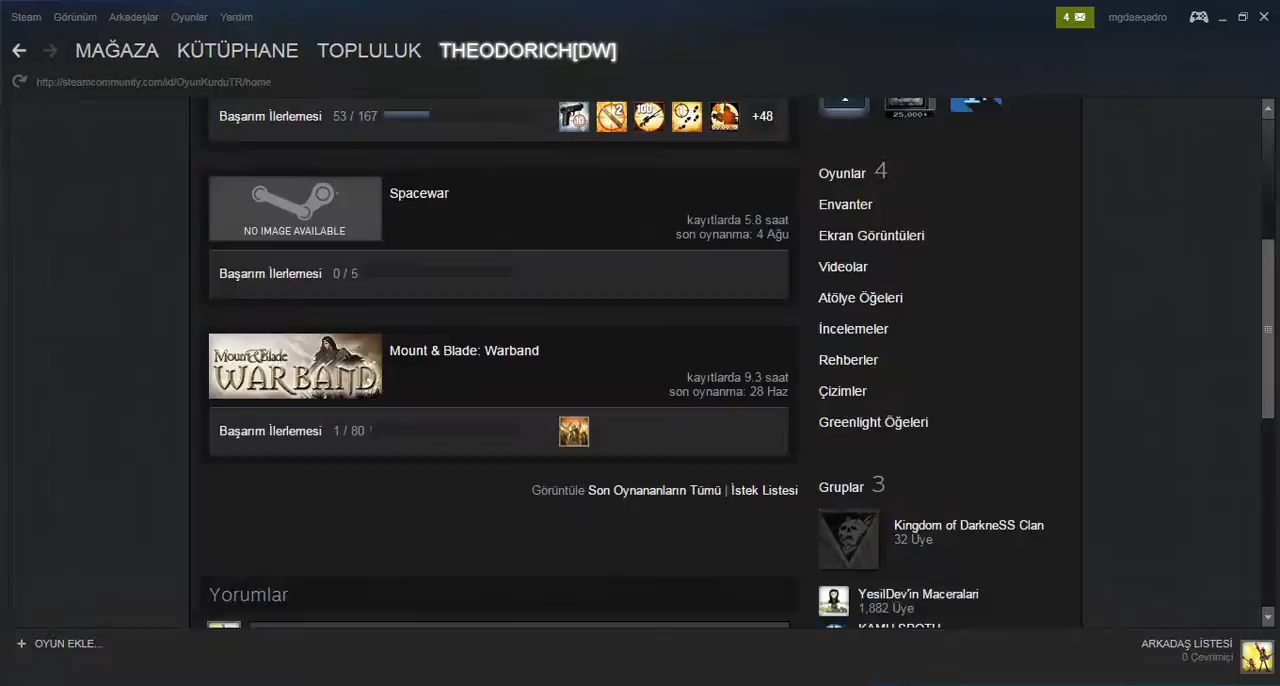 Steam Görünüm Arkadaşlar Oyunlar Yardım
4
mgdaaqadro
MAĞAZA KÜTÜPHANE TOPLULUK THEODORICH[DW]
http://steamcommunity.com/id/OyunKurduTR/home
Başarım İlerlemesi 53 / 167
+48
25,000+
Spacewar
NO IMAGE AVAILABLE
kayıtlarda 5.8 saat
son oynanma: 4 Ağu
Başarım İlerlemesi 0 / 5
Mount & Blade: Warband
Mount&Blade
WARBAND
kayıtlarda 9.3 saat
son oynanma: 28 Haz
Başarım İlerlemesi 1 / 80
Görüntüle Son Oynananların Tümü | İstek Listesi
Yorumlar
Oyunlar 4
Envanter
Ekran Görüntüleri
Videolar
Atölye Öğeleri
İncelemeler
Rehberler
Çizimler
Greenlight Öğeleri
Gruplar 3
Kingdom of DarkneSS Clan
32 Üye
YesilDev'in Maceralari
1,882 Üye
+ OYUN EKLE...
ARKADAŞ LİSTESİ
0 Çevrimiçi